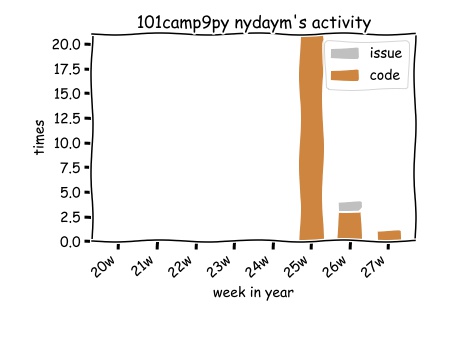 101camp9py nydaym's activity
times
20.0
17.5
15.0
12.5
10.0
7.5
5.0
2.5
0.0
issue
code
20w 21w 22w 23w 24w 25w 26w 27w
week in year